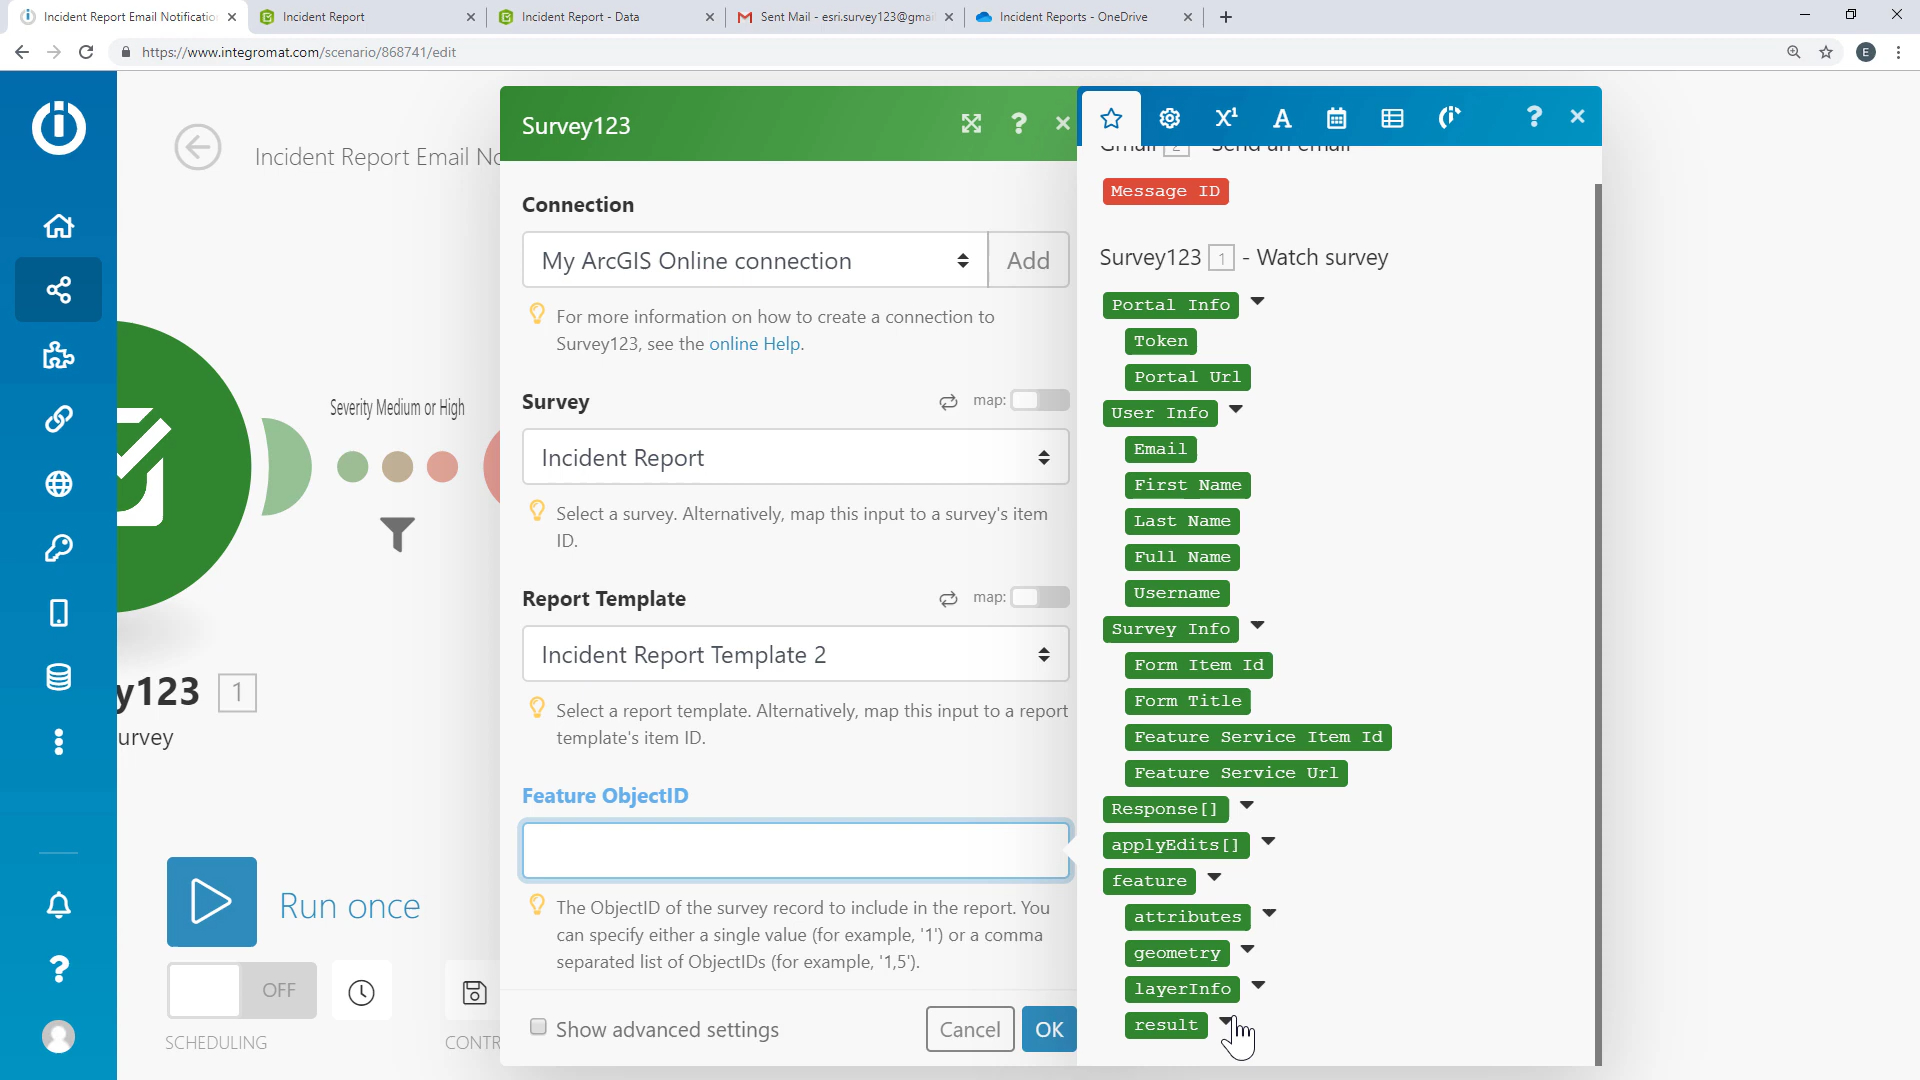 Incident Report Email Notification
Incident Report
Incident Report - Data
Sent Mail - esri.survey123@gmai
Incident Reports - OneDrive
https://www.integromat.com/scenario/868741/edit
E
Incident Report Email No
Severity Medium or High
y123 1
urvey
Run once
OFF
SCHEDULING
CONTR
Survey123
Connection
My ArcGIS Online connection
Add
For more information on how to create a connection to
Survey123, see the online Help.
Survey
map:
Incident Report
Select a survey. Alternatively, map this input to a survey's item
ID.
Report Template
map:
Incident Report Template 2
Select a report template. Alternatively, map this input to a report
template's item ID.
Feature ObjectID
The ObjectID of the survey record to include in the report. You
can specify either a single value (for example, '1') or a comma
separated list of ObjectIDs (for example, '1,5').
Show advanced settings
Cancel
OK
Gmail 2 - Send an email
Message ID
Survey123 1 - Watch survey
Portal Info
Token
Portal Url
User Info
Email
First Name
Last Name
Full Name
Username
Survey Info
Form Item Id
Form Title
Feature Service Item Id
Feature Service Url
Response[]
applyEdits[]
feature
attributes
geometry
layerInfo
result